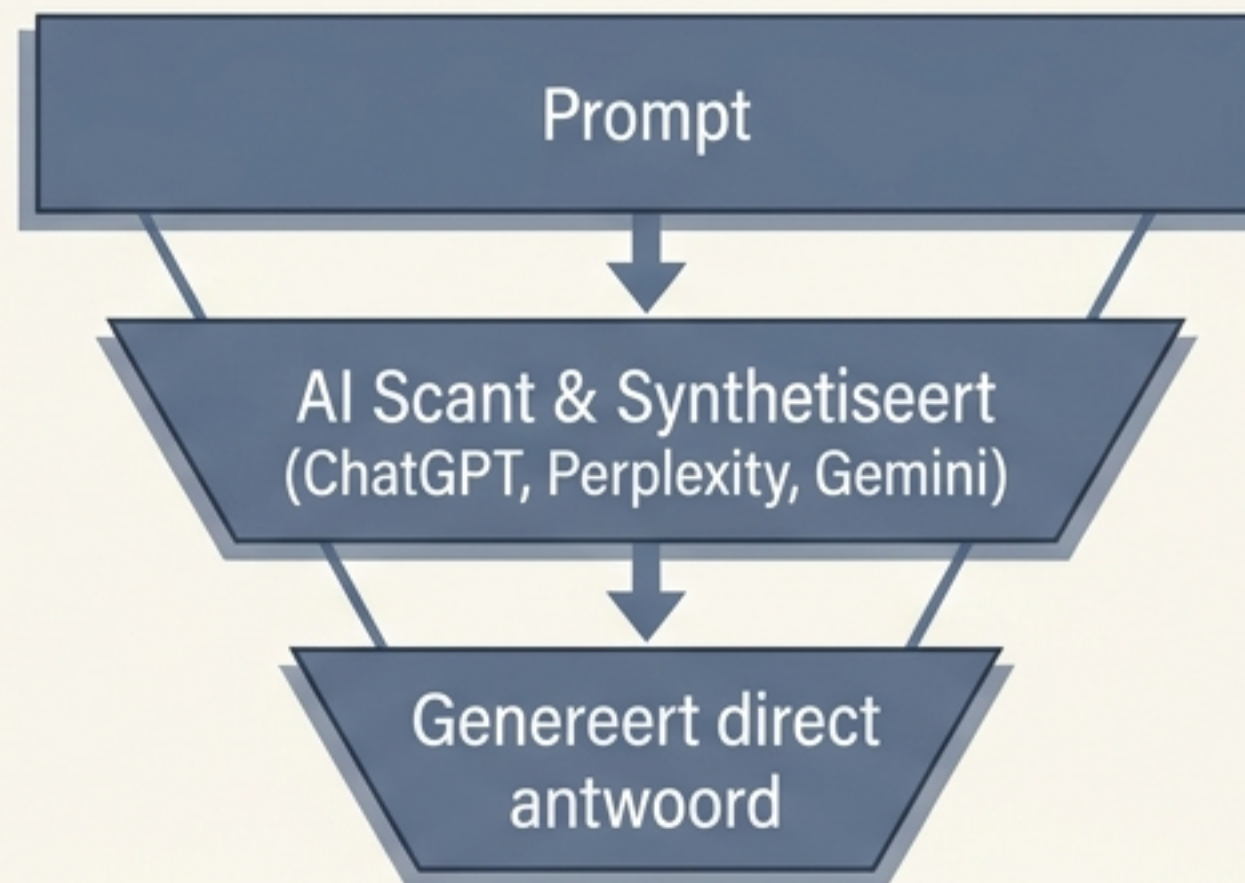 Prompt
AI Scant & Synthetiseert
(ChatGPT, Perplexity, Gemini)
Genereert direct
antwoord